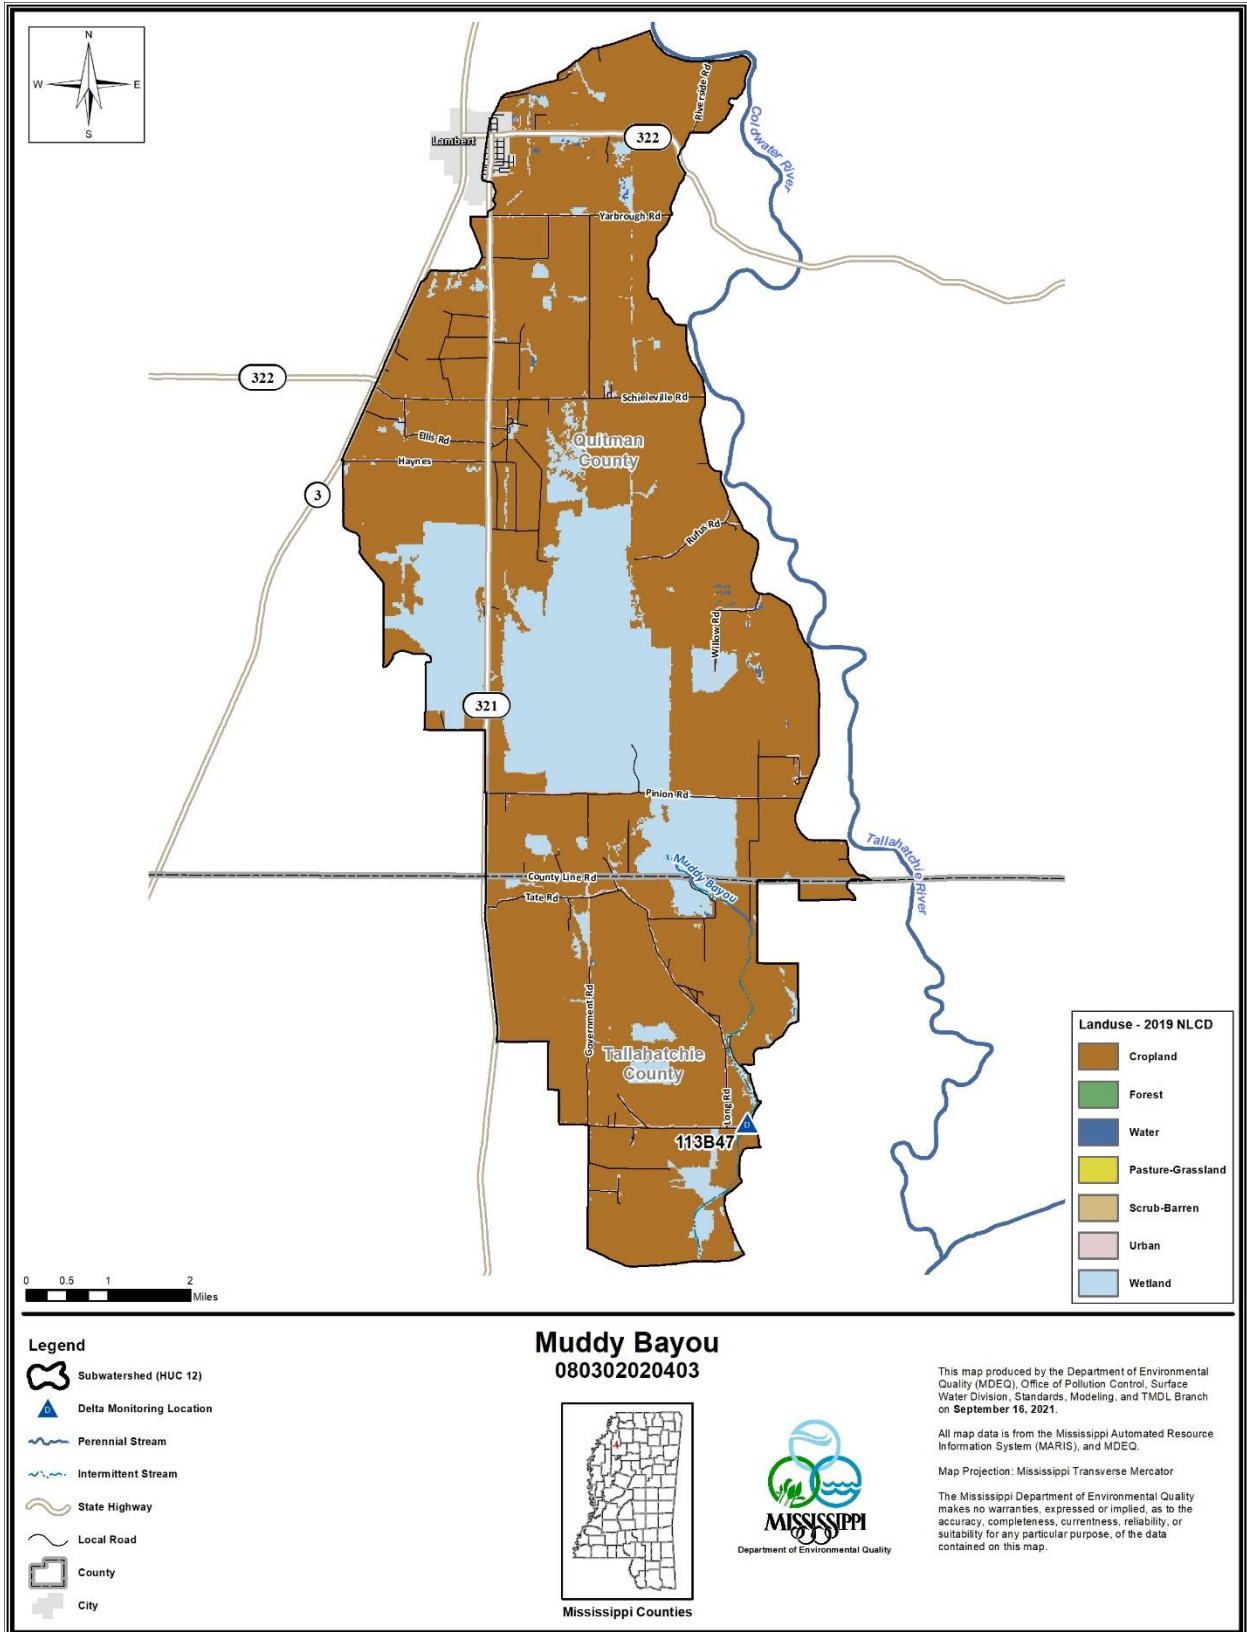 N
W E
S
Lambert
322
Riverside Rd
Coldwater River
Yarbrough Rd
322
Schieleville Rd
Ellis Rd
Quitman
County
Haynes
3
Rufus Rd
Willow Rd
321
Pinion Rd
Muddy Bayou
Tallahatchie River
County Line Rd
Tate Rd
Government Rd
Tallahatchie
County
Long Rd
D
113B47
Landuse - 2019 NLCD
Cropland
Forest
Water
Pasture-Grassland
Scrub-Barren
Urban
Wetland
0 0.5 1 2
Miles
Legend
Subwatershed (HUC 12)
D
Delta Monitoring Location
Perennial Stream
Intermittent Stream
State Highway
Local Road
County
City
Muddy Bayou
080302020403
Mississippi Counties
MISSISSIPPI
Department of Environmental Quality
This map produced by the Department of Environmental
Quality (MDEQ), Office of Pollution Control, Surface
Water Division, Standards, Modeling, and TMDL Branch
on September 16, 2021.
All map data is from the Mississippi Automated Resource
Information System (MARIS), and MDEQ.
Map Projection: Mississippi Transverse Mercator
The Mississippi Department of Environmental Quality
makes no warranties, expressed or implied, as to the
accuracy, completeness, currentness, reliability, or
suitability for any particular purpose, of the data
contained on this map.